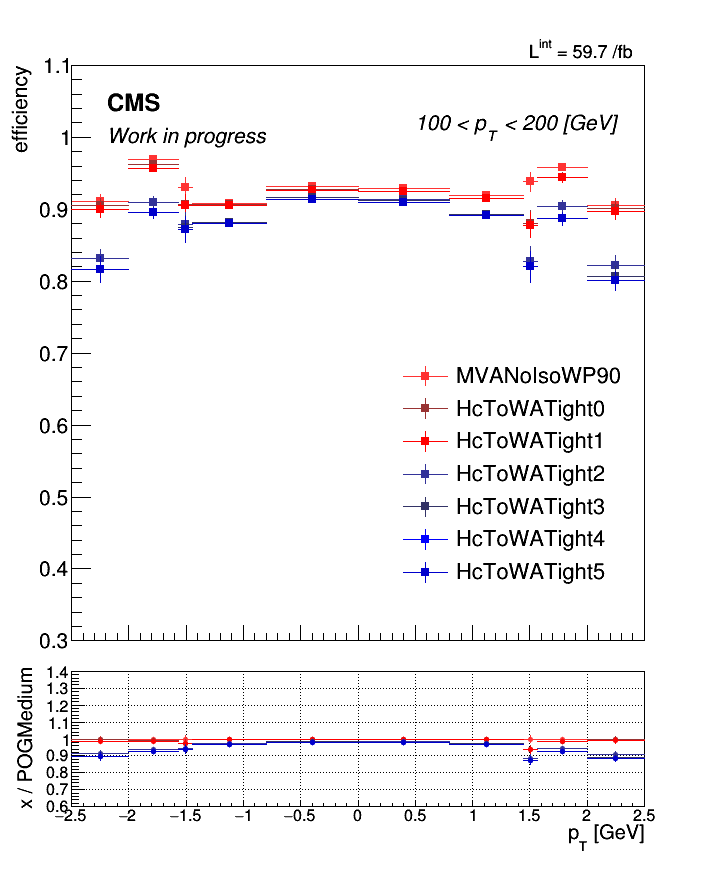 L^int = 59.7 /fb
efficiency
CMS
Work in progress
100 < p_T < 200 [GeV]
1.1
1
0.9
0.8
0.7
0.6
0.5
0.4
0.3
MVANoIsoWP90
HcToWATight0
HcToWATight1
HcToWATight2
HcToWATight3
HcToWATight4
HcToWATight5
x / POGMedium
1.4
1.3
1.2
1.1
1
0.9
0.8
0.7
0.6
−2.5 −2 −1.5 −1 −0.5 0 0.5 1 1.5 2 2.5
p_T [GeV]